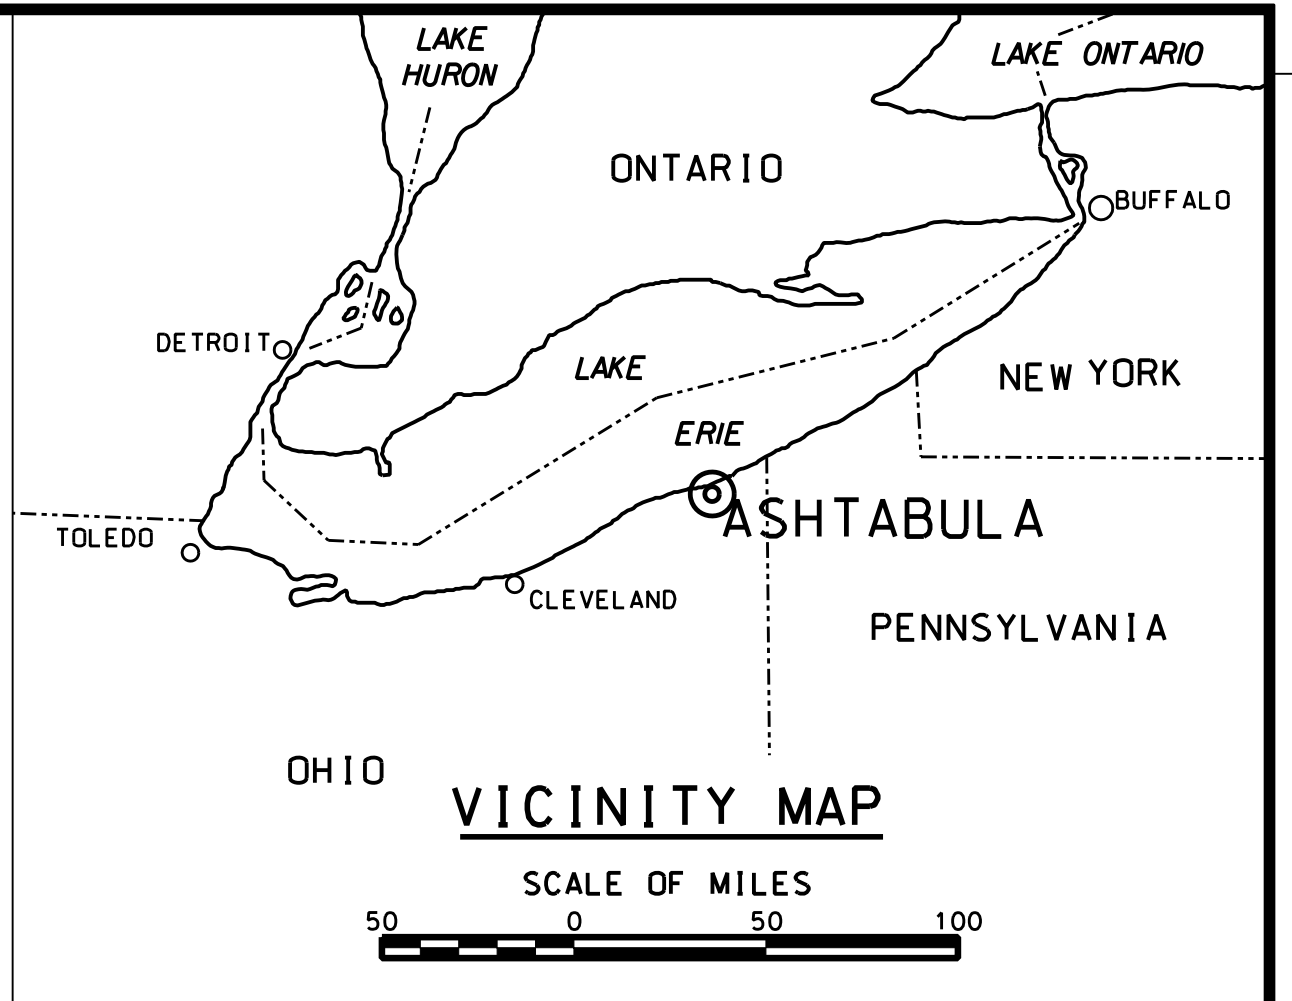 LAKE
HURON
LAKE ONTARIO
ONTARIO
BUFFALO
DETROIT
LAKE
ERIE
NEW YORK
ASHTABULA
TOLEDO
CLEVELAND
PENNSYLVANIA
OHIO
VICINITY MAP
SCALE OF MILES
50 0 50 100